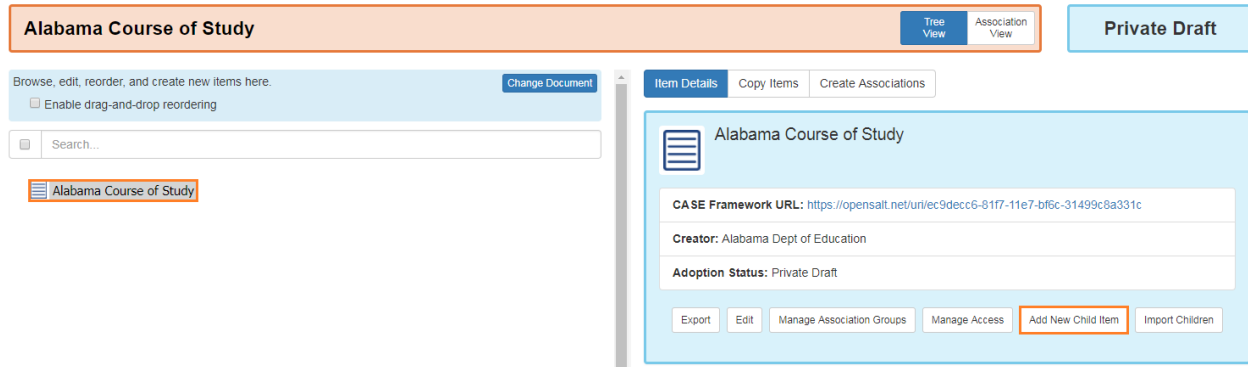 Alabama Course of Study
Tree View
Association View
Private Draft
Browse, edit, reorder, and create new items here.
Change Document
Enable drag-and-drop reordering
Search...
Alabama Course of Study
Item Details
Copy Items
Create Associations
Alabama Course of Study
CASE Framework URL: https://opensalt.net/uri/ec9decc6-81f7-11e7-bf6c-31499c8a331c
Creator: Alabama Dept of Education
Adoption Status: Private Draft
Export
Edit
Manage Association Groups
Manage Access
Add New Child Item
Import Children